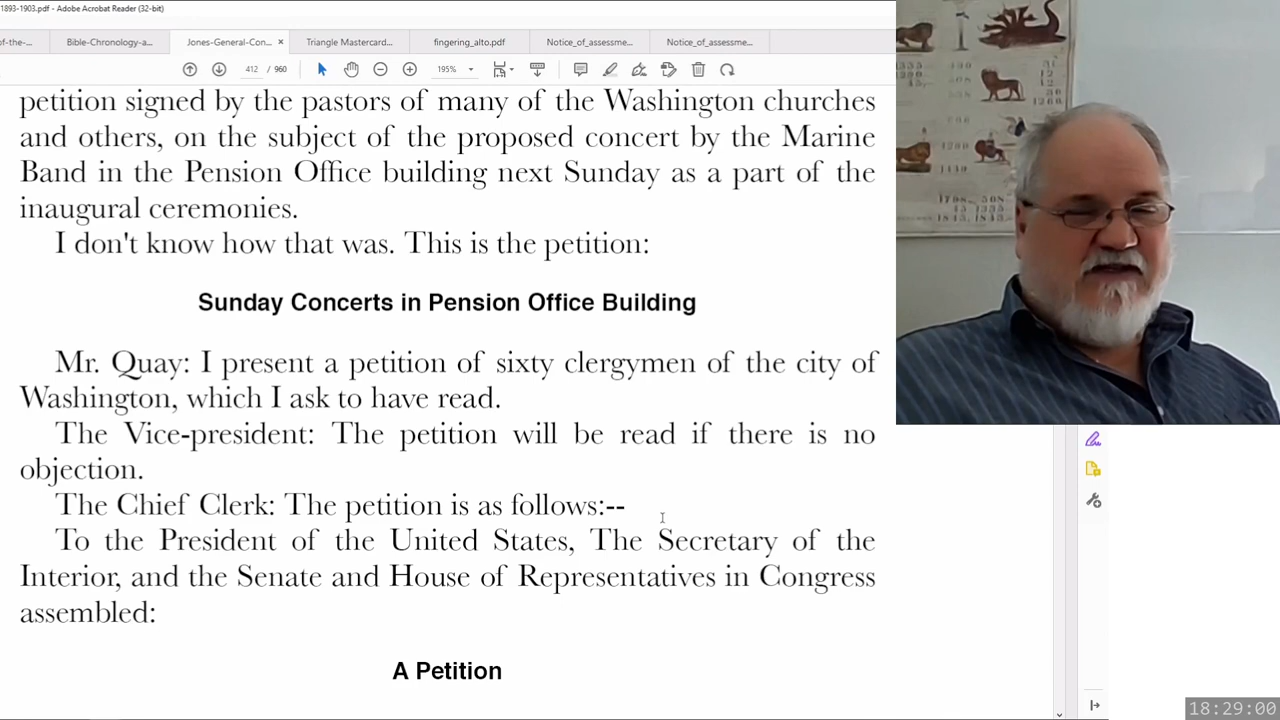 1893-1903.pdf - Adobe Acrobat Reader (32-bit)
of-the-... Bible-Chronology-a... Jones-General-Con... × Triangle Mastercard... fingering_alto.pdf Notice_of_assessme... Notice_of_assessme...
412 / 960 195%
petition signed by the pastors of many of the Washington churches
and others, on the subject of the proposed concert by the Marine
Band in the Pension Office building next Sunday as a part of the
inaugural ceremonies.
I don't know how that was. This is the petition:
Sunday Concerts in Pension Office Building
Mr. Quay: I present a petition of sixty clergymen of the city of
Washington, which I ask to have read.
The Vice-president: The petition will be read if there is no
objection.
The Chief Clerk: The petition is as follows:--
To the President of the United States, The Secretary of the
Interior, and the Senate and House of Representatives in Congress
assembled:
A Petition
1798. 508
1843. 1843.
18:29:00